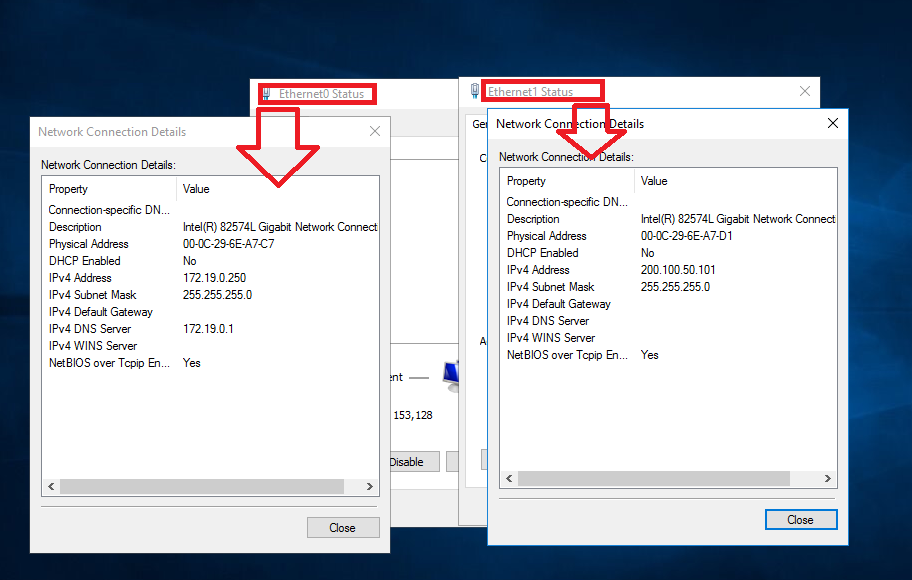 Ethernet0 Status
Network Connection Details
Network Connection Details:
Property Value
Connection-specific DN...
Description Intel(R) 82574L Gigabit Network Connect
Physical Address 00-0C-29-6E-A7-C7
DHCP Enabled No
IPv4 Address 172.19.0.250
IPv4 Subnet Mask 255.255.255.0
IPv4 Default Gateway
IPv4 DNS Server 172.19.0.1
IPv4 WINS Server
NetBIOS over Tcpip En... Yes
Close
ent
153,128
Disable
Ethernet1 Status
Ger
C
A
Network Connection Details
Network Connection Details:
Property Value
Connection-specific DN...
Description Intel(R) 82574L Gigabit Network Connect
Physical Address 00-0C-29-6E-A7-D1
DHCP Enabled No
IPv4 Address 200.100.50.101
IPv4 Subnet Mask 255.255.255.0
IPv4 Default Gateway
IPv4 DNS Server
IPv4 WINS Server
NetBIOS over Tcpip En... Yes
Close